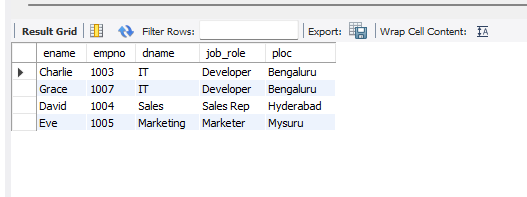 Result Grid Filter Rows: Export: Wrap Cell Content:
ename empno dname job_role ploc
Charlie 1003 IT Developer Bengaluru
Grace 1007 IT Developer Bengaluru
David 1004 Sales Sales Rep Hyderabad
Eve 1005 Marketing Marketer Mysuru